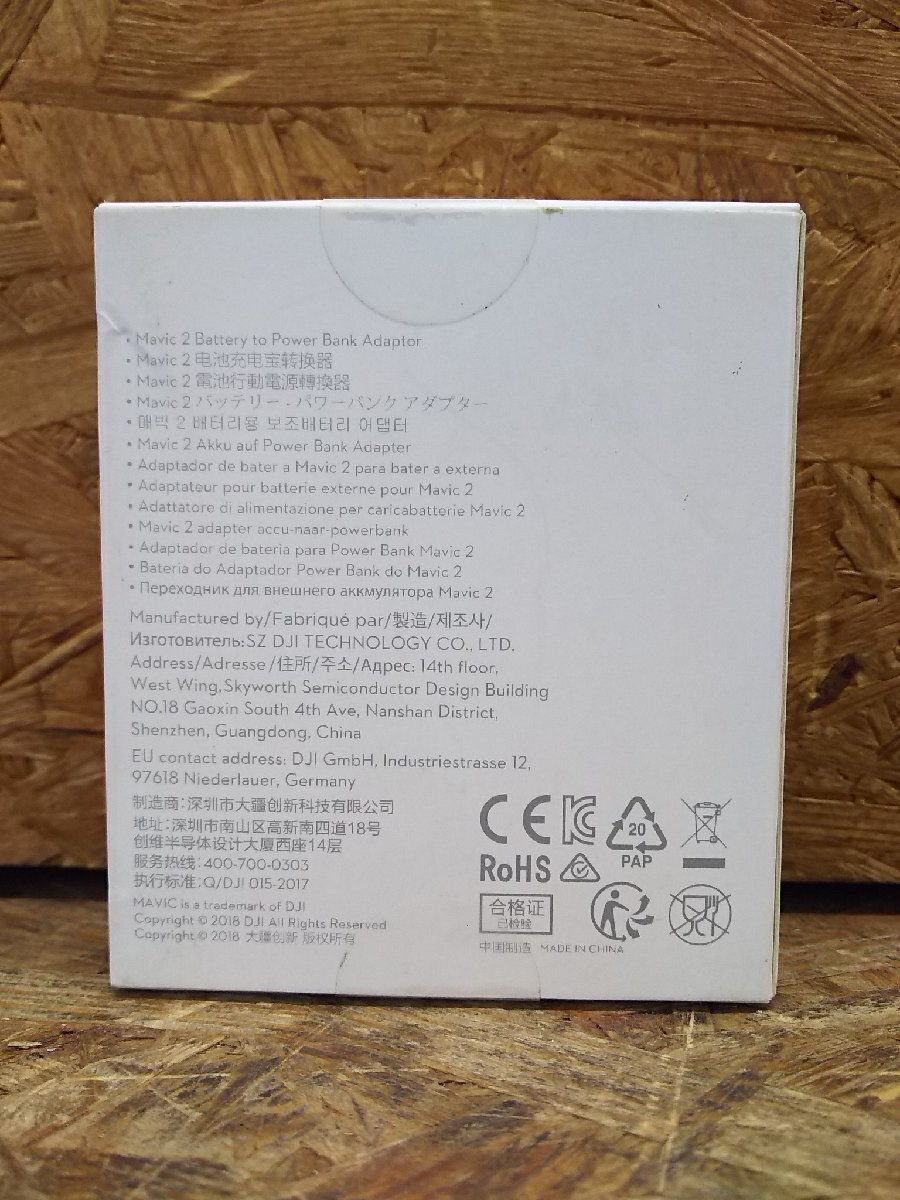 • Mavic 2 Battery to Power Bank Adaptor
• Mavic 2 电池充电宝转换器
• Mavic 2 電池行動電源轉換器
• Mavic 2 バッテリー - パワーバンク アダプター
• 매빅 2 배터리용 보조배터리 어댑터
• Mavic 2 Akku auf Power Bank Adapter
• Adaptador de bater a Mavic 2 para bater a externa
• Adaptateur pour batterie externe pour Mavic 2
• Adattatore di alimentazione per caricabatterie Mavic 2
• Mavic 2 adapter accu-naar-powerbank
• Adaptador de bateria para Power Bank Mavic 2
• Bateria do Adaptador Power Bank do Mavic 2
• Переходник для внешнего аккмулятора Mavic 2
Manufactured by/Fabriqué par/製造/제조사/
Изготовитель:SZ DJI TECHNOLOGY CO., LTD.
Address/Adresse/住所/주소/Адрес: 14th floor,
West Wing,Skyworth Semiconductor Design Building
NO.18 Gaoxin South 4th Ave, Nanshan District,
Shenzhen, Guangdong, China
EU contact address: DJI GmbH, Industriestrasse 12,
97618 Niederlauer, Germany
制造商:深圳市大疆创新科技有限公司
地址:深圳市南山区高新南四道18号
创维半导体设计大厦西座14层
服务热线:400-700-0303
执行标准:Q/DJI 015-2017
MAVIC is a trademark of DJI
Copyright © 2018 DJI All Rights Reserved
Copyright © 2018 大疆创新 版权所有
CE
20
PAP
RoHS
合格证
已检验
中国制造 MADE IN CHINA